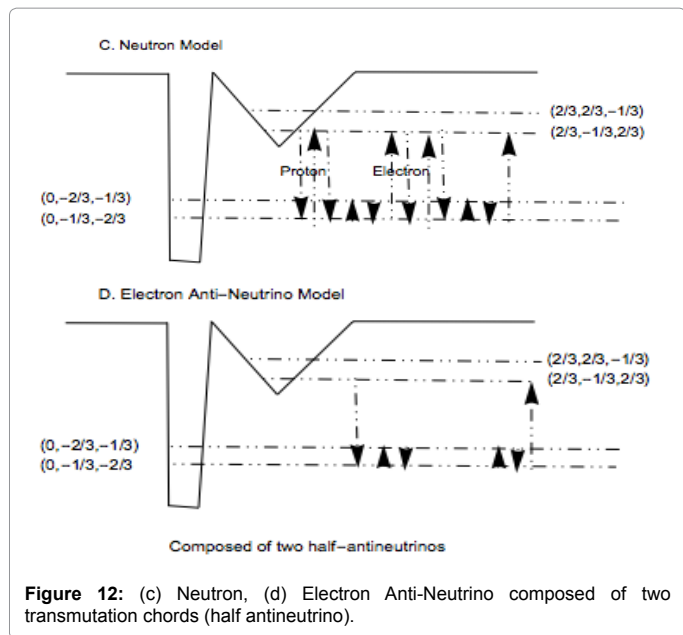 C. Neutron Model
(2/3,2/3,−1/3)
(2/3,−1/3,2/3)
Proton Electron
(0,−2/3,−1/3)
(0,−1/3,−2/3
D. Electron Anti−Neutrino Model
(2/3,2/3,−1/3)
(2/3,−1/3,2/3)
(0,−2/3,−1/3)
(0,−1/3,−2/3
Composed of two half−antineutrinos
Figure 12: (c) Neutron, (d) Electron Anti-Neutrino composed of two
transmutation chords (half antineutrino).